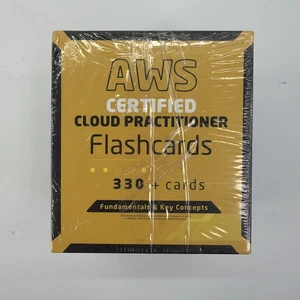 AWS
CERTIFIED
CLOUD PRACTITIONER
Flashcards
330 + cards
Fundamentals & Key Concepts